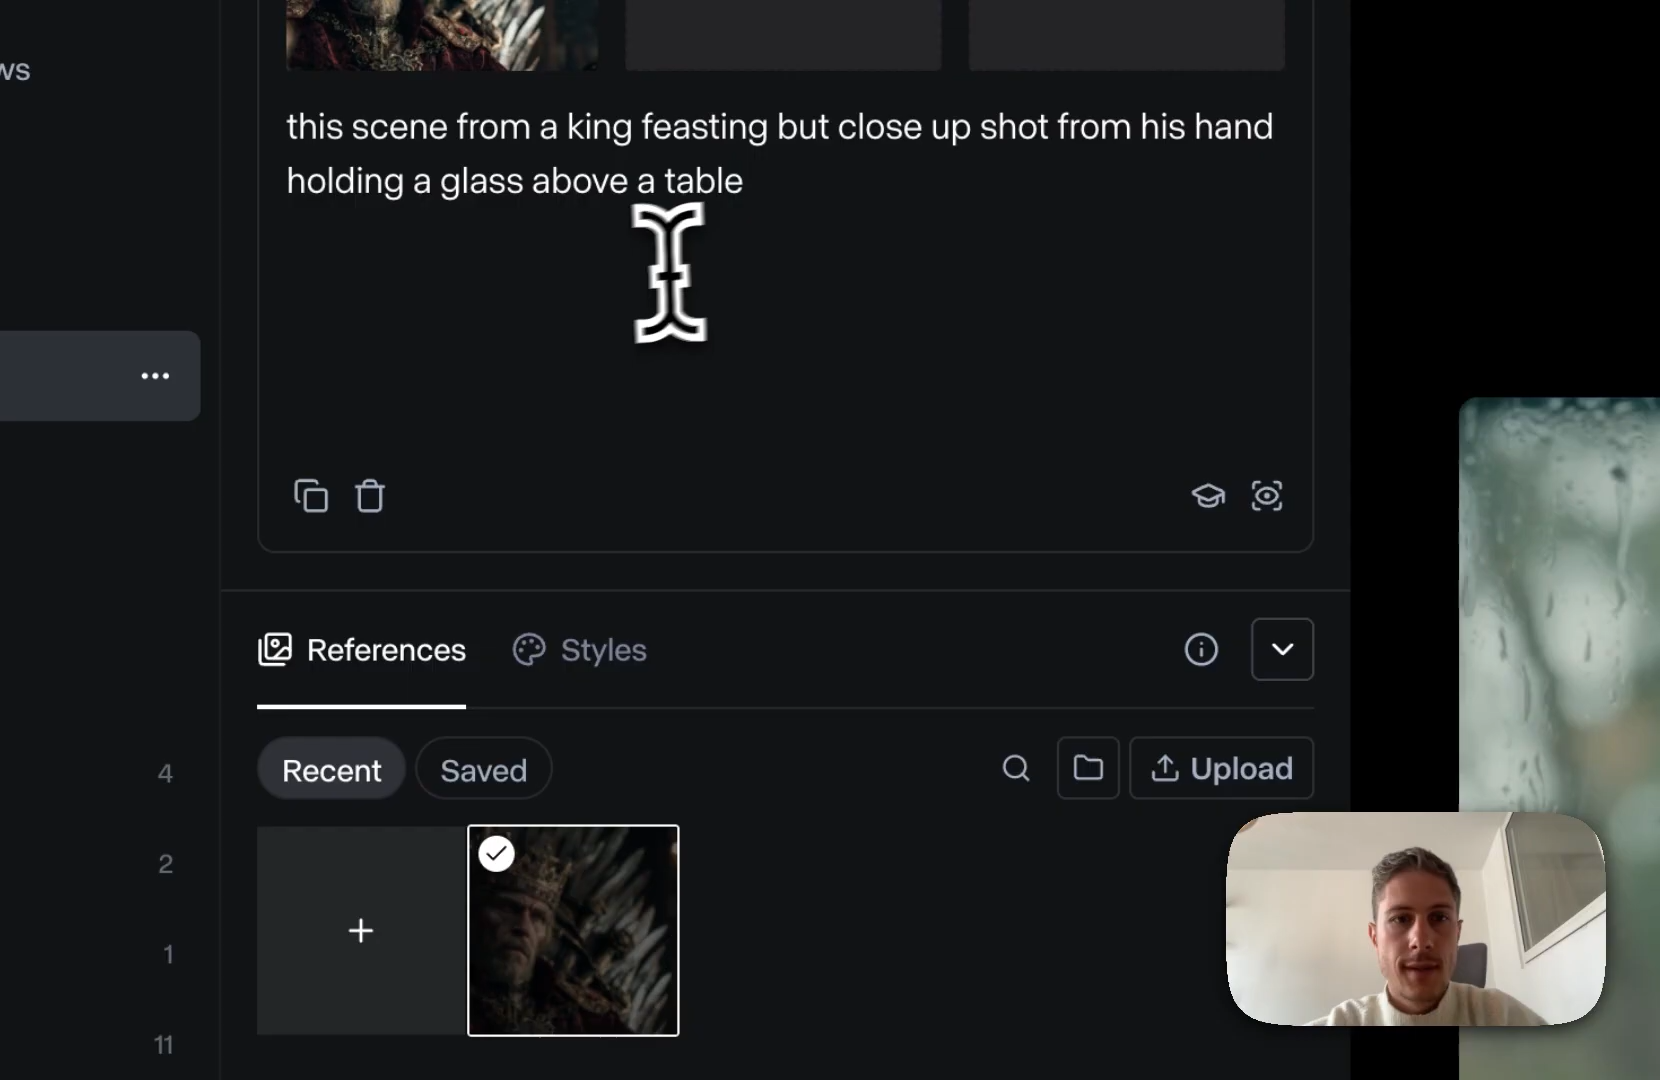 ws
this scene from a king feasting but close up shot from his hand
holding a glass above a table
References
Styles
Recent
Saved
Upload
4
2
1
11